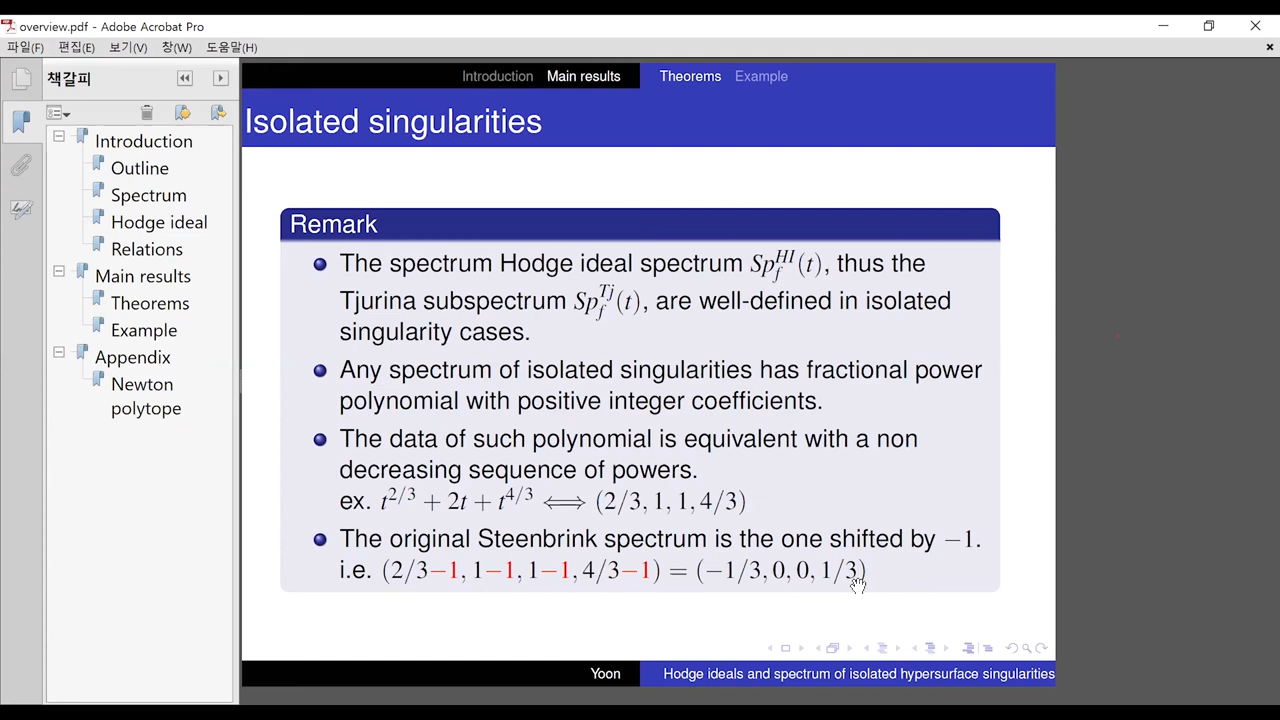 overview.pdf - Adobe Acrobat Pro
파일(F) 편집(E) 보기(V) 창(W) 도움말(H)
책갈피
Introduction
Outline
Spectrum
Hodge ideal
Relations
Main results
Theorems
Example
Appendix
Newton
polytope
Introduction Main results Theorems Example
Isolated singularities
Remark
The spectrum Hodge ideal spectrum $Sp_f^{HI}(t)$, thus the
Tjurina subspectrum $Sp_f^{Tj}(t)$, are well-defined in isolated
singularity cases.
Any spectrum of isolated singularities has fractional power
polynomial with positive integer coefficients.
The data of such polynomial is equivalent with a non
decreasing sequence of powers.
ex. $t^{2/3} + 2t + t^{4/3} \Longleftrightarrow (2/3, 1, 1, 4/3)$
The original Steenbrink spectrum is the one shifted by −1.
i.e. (2/3−1, 1−1, 1−1, 4/3−1) = (−1/3, 0, 0, 1/3)
Yoon Hodge ideals and spectrum of isolated hypersurface singularities